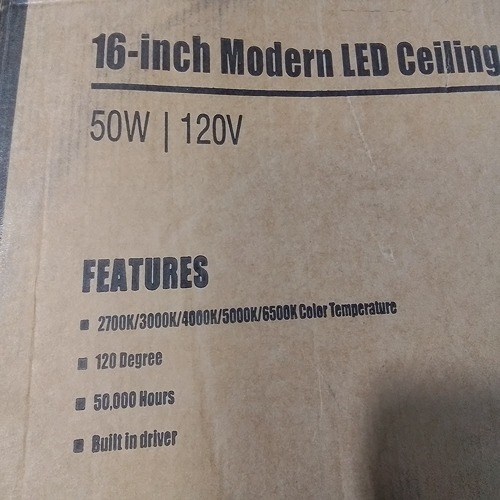 16-inch Modern LED Ceiling
50W | 120V
FEATURES
■ 2700K/3000K/4000K/5000K/6500K Color Temperature
■ 120 Degree
■ 50,000 Hours
■ Built in driver